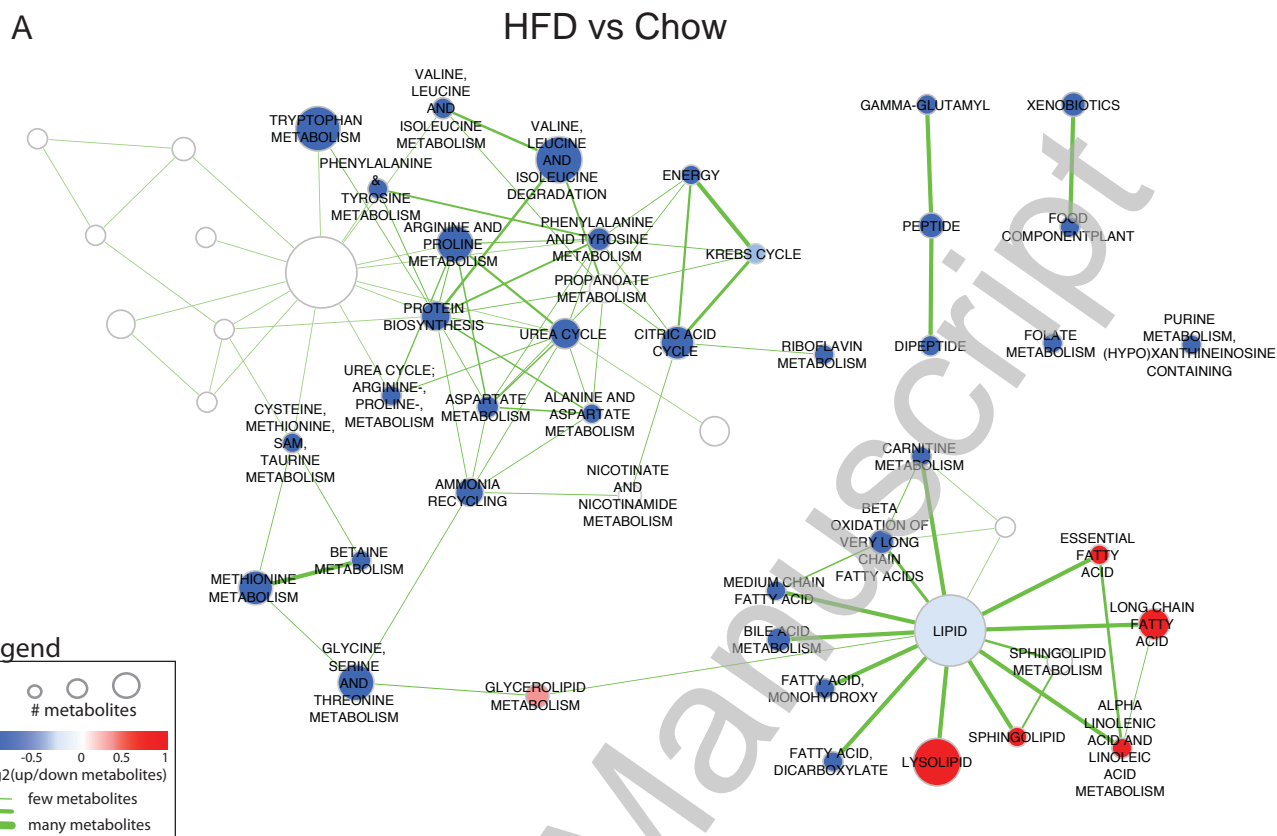 A
HFD vs Chow
TRYPTOPHAN
METABOLISM
VALINE,
LEUCINE
AND
ISOLEUCINE
METABOLISM
VALINE,
LEUCINE
AND
ISOLEUCINE
DEGRADATION
PHENYLALANINE
&
TYROSINE
METABOLISM
ARGININE AND
PROLINE
METABOLISM
PHENYLALANINE
AND TYROSINE
METABOLISM
ENERGY
KREBS CYCLE
PROPANOATE
METABOLISM
PROTEIN
BIOSYNTHESIS
UREA CYCLE
CITRIC ACID
CYCLE
RIBOFLAVIN
METABOLISM
UREA CYCLE;
ARGININE-,
PROLINE-,
METABOLISM
ASPARTATE
METABOLISM
ALANINE AND
ASPARTATE
METABOLISM
CYSTEINE,
METHIONINE,
SAM,
TAURINE
METABOLISM
AMMONIA
RECYCLING
NICOTINATE
AND
NICOTINAMIDE
METABOLISM
BETAINE
METABOLISM
METHIONINE
METABOLISM
GLYCINE,
SERINE
AND
THREONINE
METABOLISM
GLYCEROLIPID
METABOLISM
GAMMA-GLUTAMYL
PEPTIDE
DIPEPTIDE
XENOBIOTICS
FOOD
COMPONENTPLANT
FOLATE
METABOLISM
PURINE
METABOLISM,
(HYPO)XANTHINEINOSINE
CONTAINING
CARNITINE
METABOLISM
BETA
OXIDATION OF
VERY LONG
CHAIN
FATTY ACIDS
MEDIUM CHAIN
FATTY ACID
BILE ACID
METABOLISM
FATTY ACID,
MONOHYDROXY
FATTY ACID,
DICARBOXYLATE
LIPID
LYSOLIPID
SPHINGOLIPID
SPHINGOLIPID
METABOLISM
ESSENTIAL
FATTY
ACID
LONG CHAIN
FATTY
ACID
ALPHA
LINOLENIC
ACID AND
LINOLEIC
ACID
METABOLISM
gend
# metabolites
-0.5 0 0.5 1
g2(up/down metabolites)
few metabolites
many metabolites
Manuscript